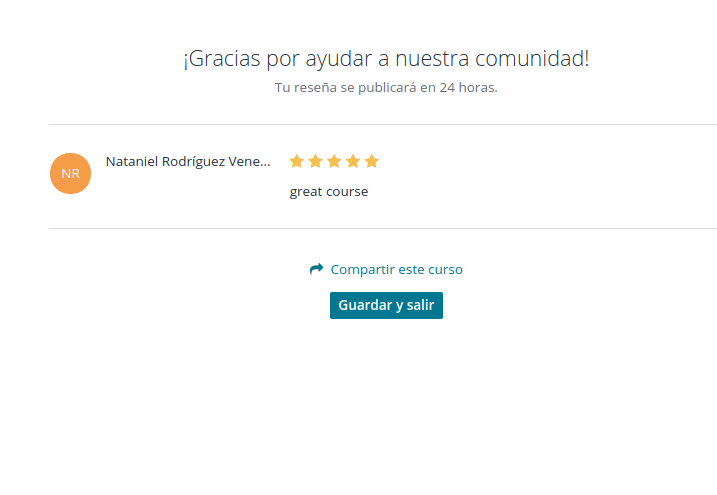 ¡Gracias por ayudar a nuestra comunidad!
Tu reseña se publicará en 24 horas.
NR
Nataniel Rodríguez Vene...
great course
Compartir este curso
Guardar y salir